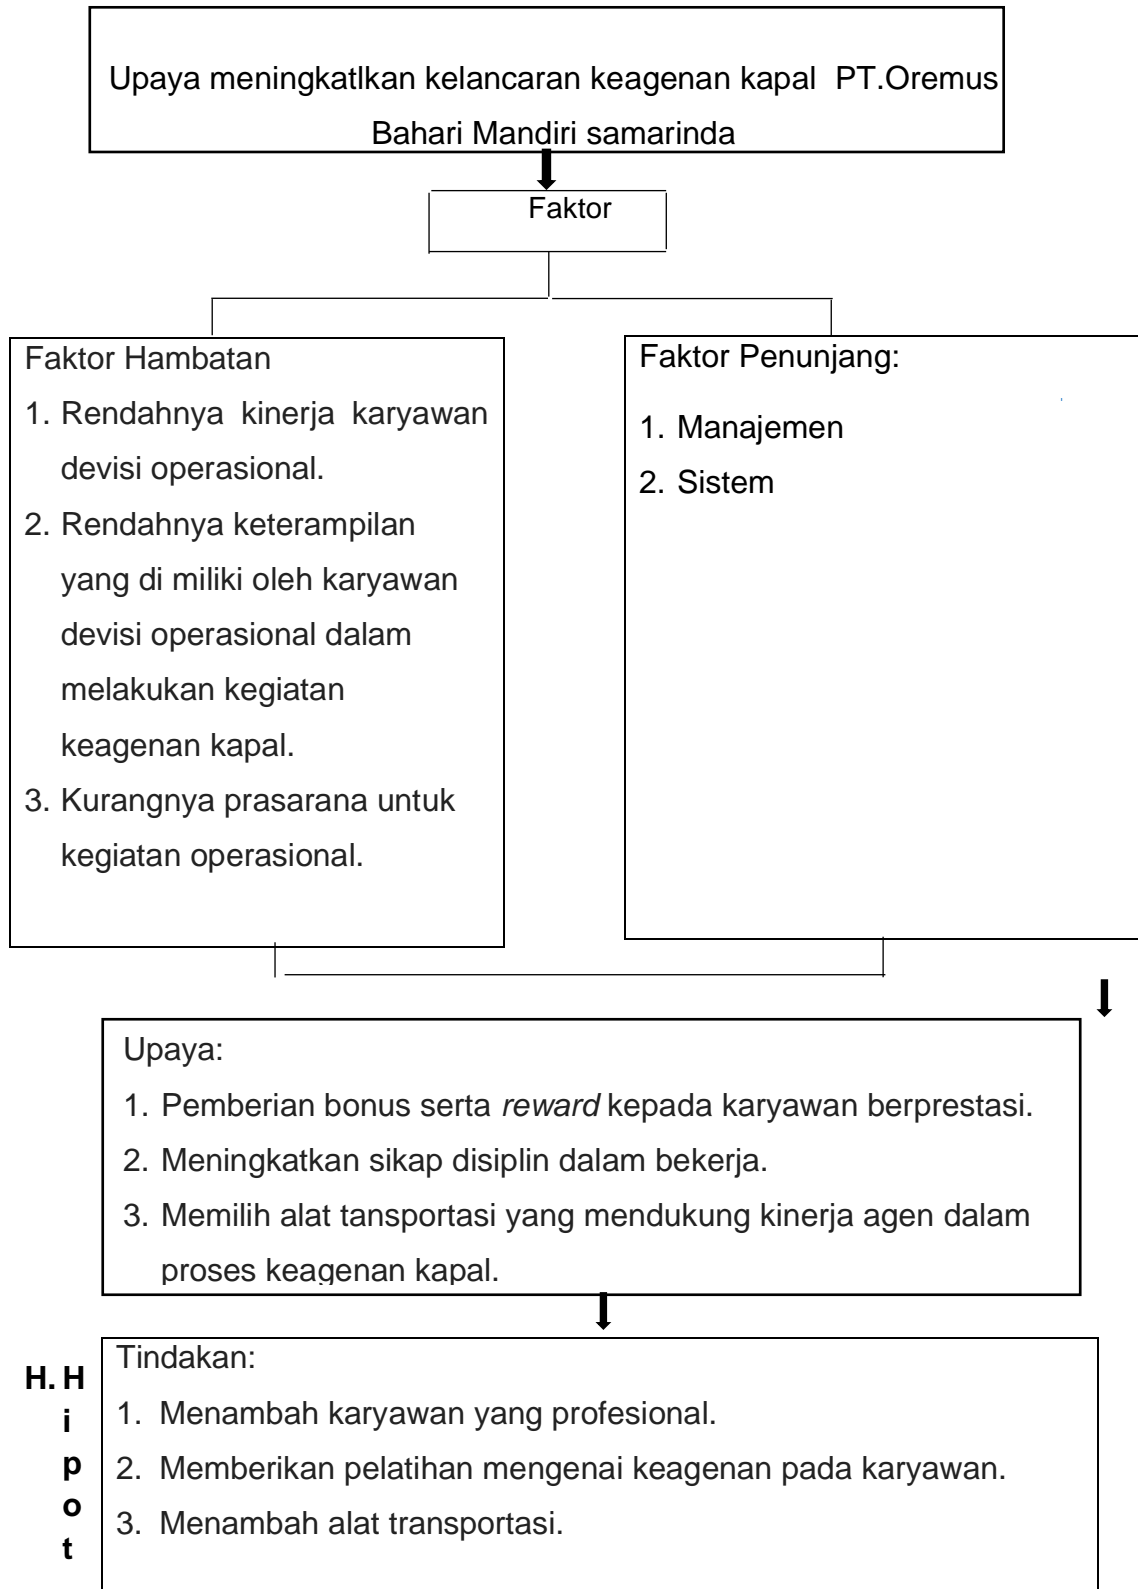 Upaya meningkatlkan kelancaran keagenan kapal PT.Oremus
Bahari Mandiri samarinda
Faktor
Faktor Hambatan
1. Rendahnya kinerja karyawan
devisi operasional.
2. Rendahnya keterampilan
yang di miliki oleh karyawan
devisi operasional dalam
melakukan kegiatan
keagenan kapal.
3. Kurangnya prasarana untuk
kegiatan operasional.
Faktor Penunjang:
1. Manajemen
2. Sistem
Upaya:
1. Pemberian bonus serta reward kepada karyawan berprestasi.
2. Meningkatkan sikap disiplin dalam bekerja.
3. Memilih alat tansportasi yang mendukung kinerja agen dalam
proses keagenan kapal.
H. H
i
p
o
t
Tindakan:
1. Menambah karyawan yang profesional.
2. Memberikan pelatihan mengenai keagenan pada karyawan.
3. Menambah alat transportasi.